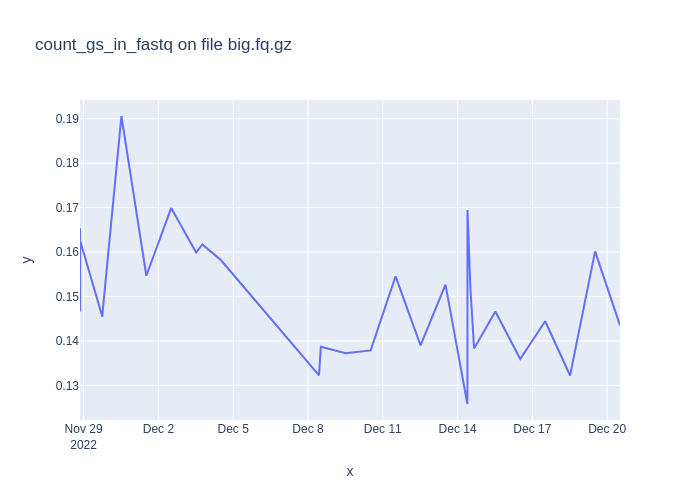 count_gs_in_fastq on file big.fq.gz
0.19
0.18
0.17
0.16
0.15
0.14
0.13
y
Nov 29 Dec 2 Dec 5 Dec 8 Dec 11 Dec 14 Dec 17 Dec 20
2022
x